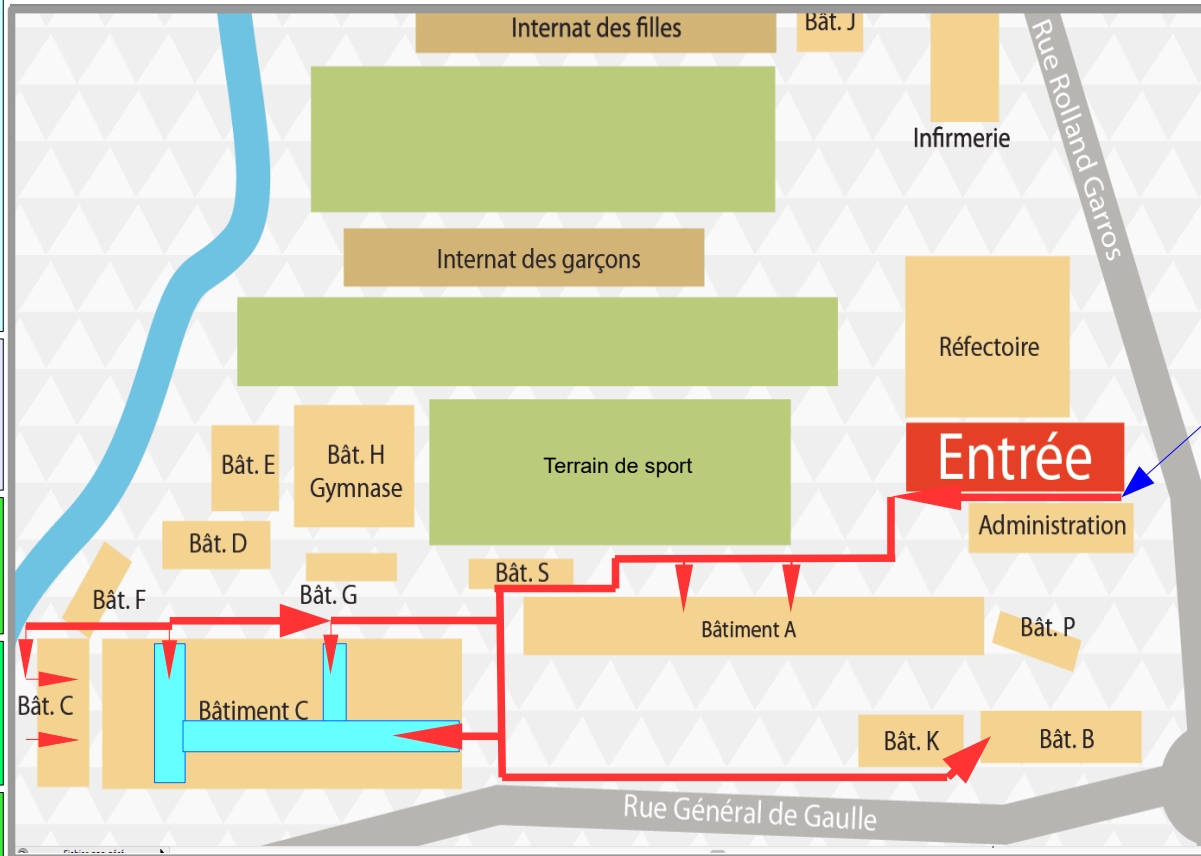 Internat des filles
Bât. J
Rue Rolland Garros
Infirmerie
Internat des garçons
Réfectoire
Entrée
Bât. E
Bât. H
Gymnase
Terrain de sport
Administration
Bât. D
Bât. S
Bât. F
Bât. G
Bâtiment A
Bât. P
Bât. C
Bâtiment C
Bât. K
Bât. B
Rue Général de Gaulle